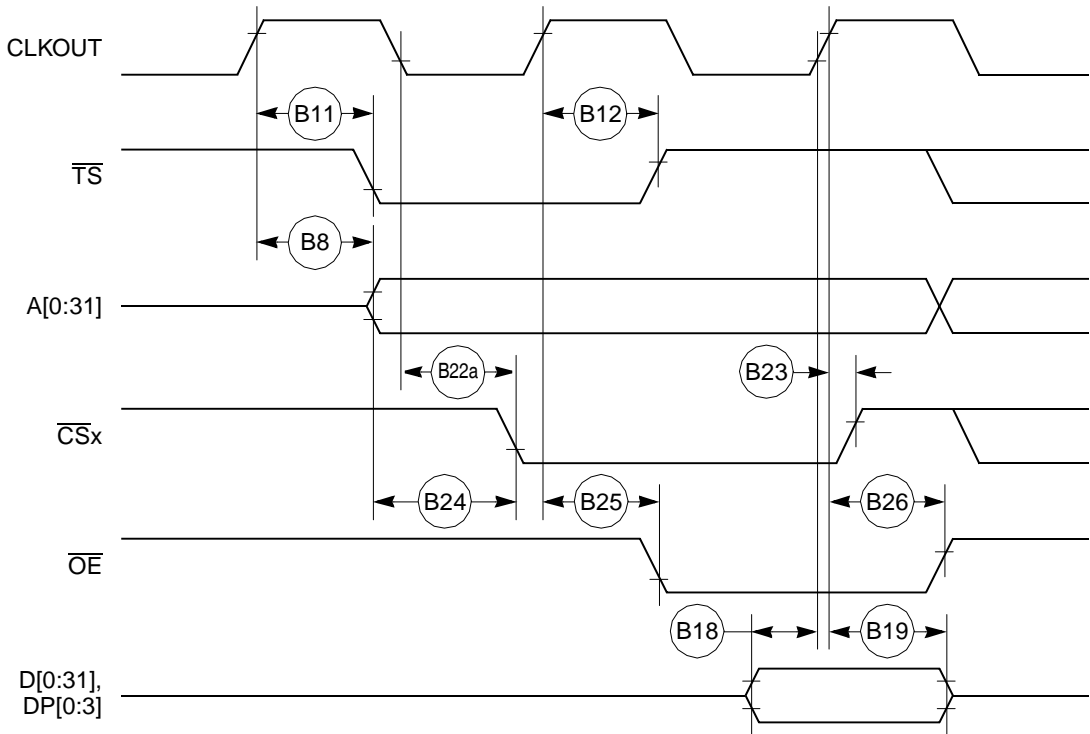 CLKOUT
B11
B12
TS
B8
A[0:31]
B22a
B23
CSx
B24
B25
B26
OE
B18
B19
D[0:31],
DP[0:3]